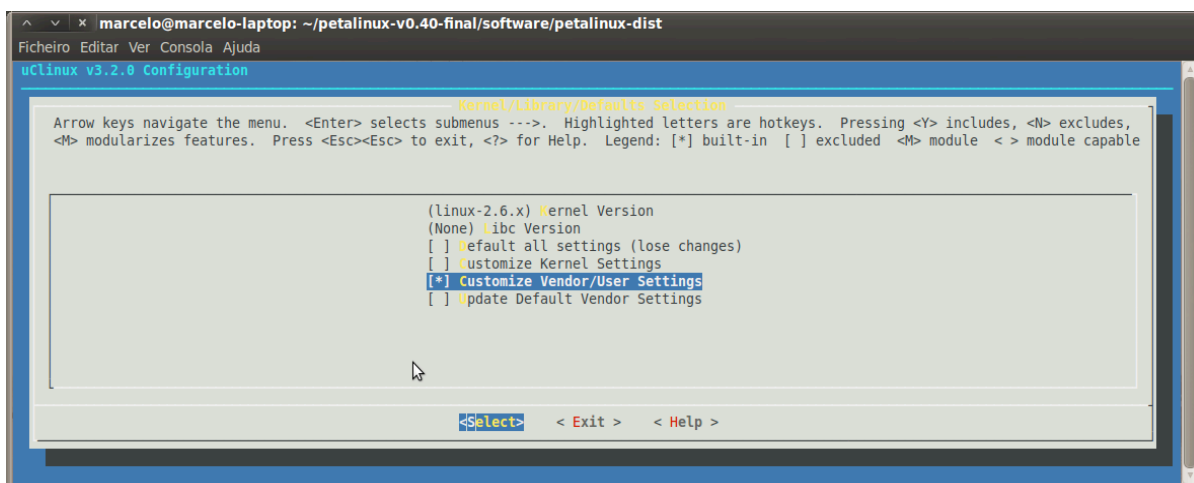 marcelo@marcelo-laptop: ~/petalinux-v0.40-final/software/petalinux-dist
Ficheiro Editar Ver Consola Ajuda
uClinux v3.2.0 Configuration
Kernel/Library/Defaults Selection
Arrow keys navigate the menu. <Enter> selects submenus --->. Highlighted letters are hotkeys. Pressing <Y> includes, <N> excludes,
<M> modularizes features. Press <Esc><Esc> to exit, <?> for Help. Legend: [*] built-in [ ] excluded <M> module < > module capable
(linux-2.6.x) Kernel Version
(None) Libc Version
[ ] Default all settings (lose changes)
[ ] Customize Kernel Settings
[*] Customize Vendor/User Settings
[ ] Update Default Vendor Settings
<Select> < Exit > < Help >